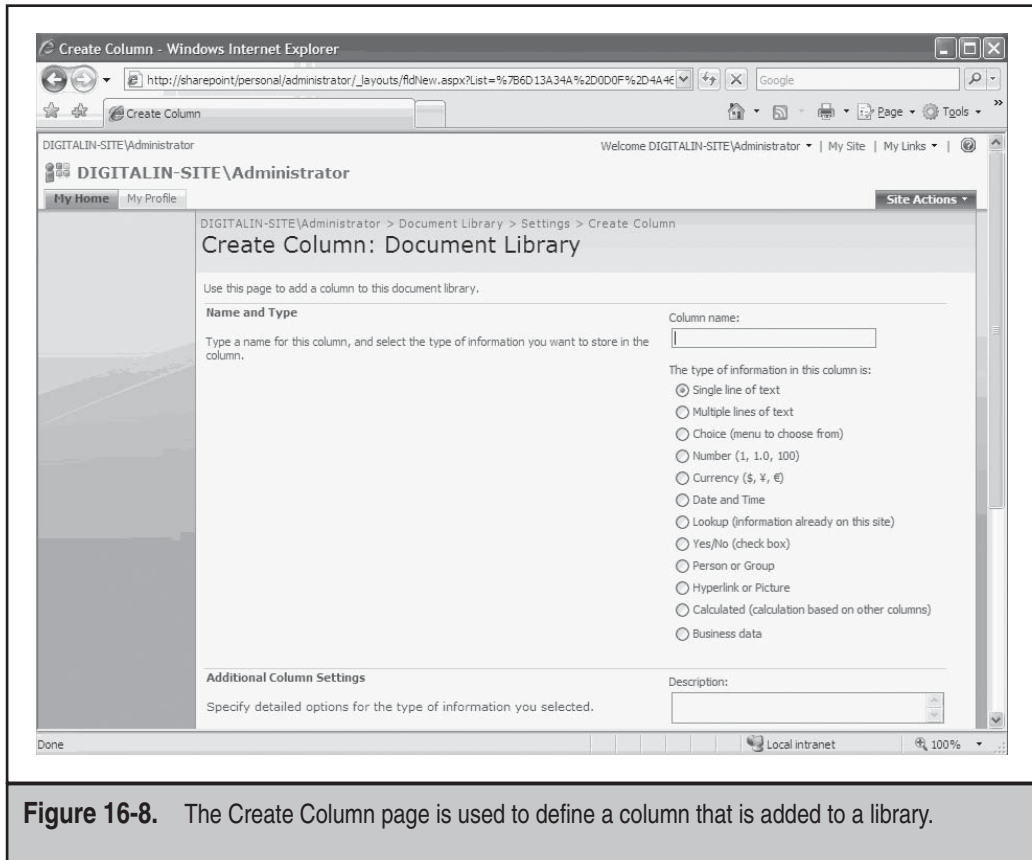 Create Column - Windows Internet Explorer
http://sharepoint/personal/administrator/_layouts/fldNew.aspx?List=%7B6D13A34A%2D0D0F%2D4A4E
Google
Create Column
Page
Tools
»
DIGITALIN-SITE\Administrator
Welcome DIGITALIN-SITE\Administrator | My Site | My Links |
DIGITALIN-SITE\Administrator
My Home My Profile
Site Actions
DIGITALIN-SITE\Administrator > Document Library > Settings > Create Column
Create Column: Document Library
Use this page to add a column to this document library.
Name and Type
Type a name for this column, and select the type of information you want to store in the
column.
Column name:
The type of information in this column is:
Single line of text
Multiple lines of text
Choice (menu to choose from)
Number (1, 1.0, 100)
Currency ($, ¥, €)
Date and Time
Lookup (information already on this site)
Yes/No (check box)
Person or Group
Hyperlink or Picture
Calculated (calculation based on other columns)
Business data
Additional Column Settings
Specify detailed options for the type of information you selected.
Description:
Done
Local intranet
100%
Figure 16-8. The Create Column page is used to define a column that is added to a library.